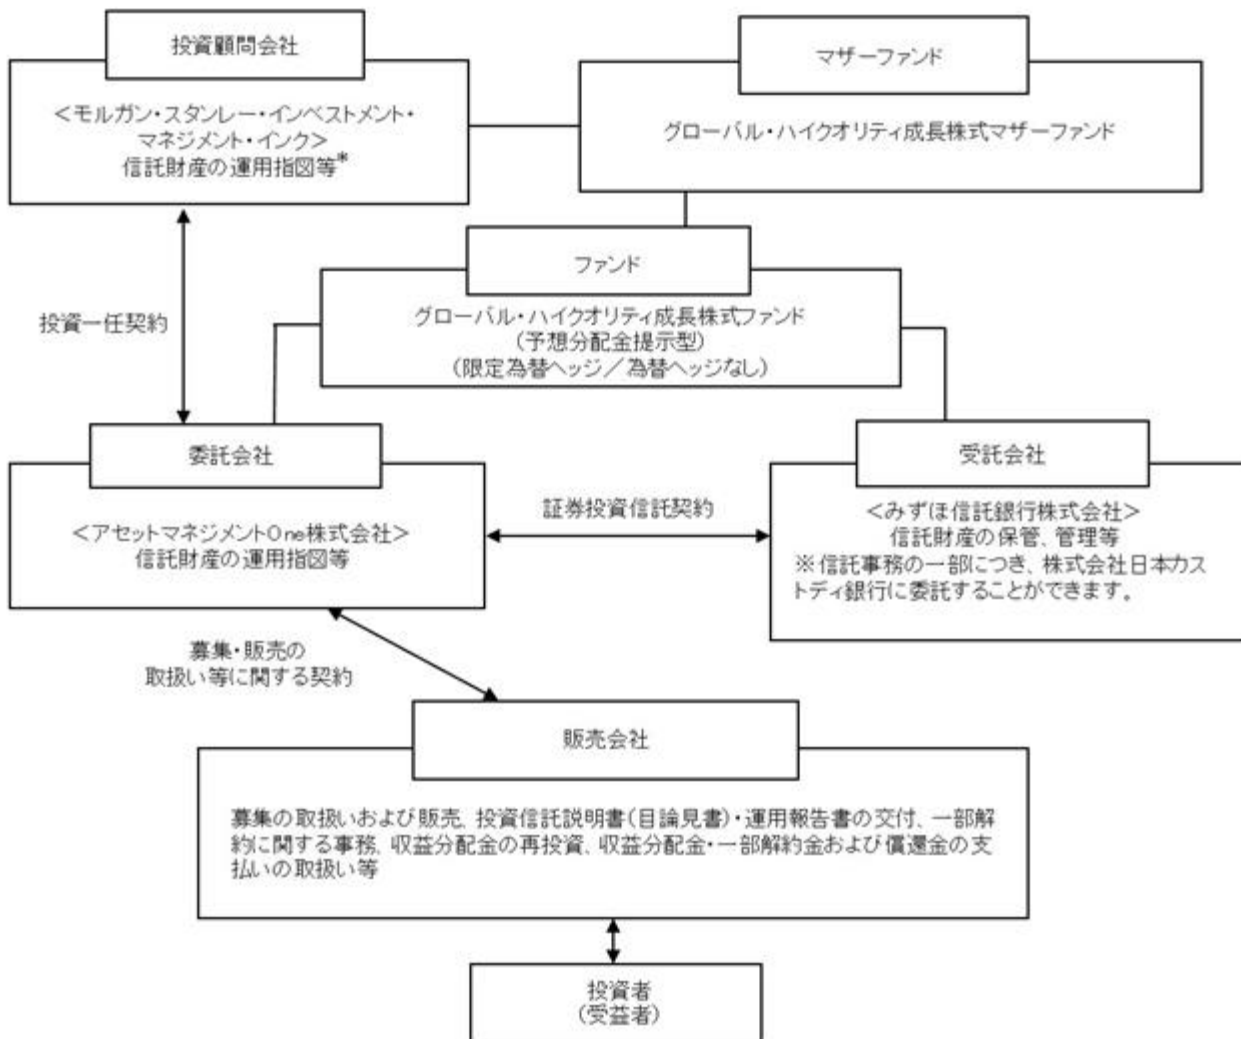 投資顧問会社
<モルガン・スタンレー・インベストメント・
マネジメント・インク>
信託財産の運用指図等*
マザーファンド
グローバル・ハイクオリティ成長株式マザーファンド
ファンド
グローバル・ハイクオリティ成長株式ファンド
(予想分配金提示型)
(限定為替ヘッジ/為替ヘッジなし)
投資一任契約
委託会社
<アセットマネジメントOne株式会社>
信託財産の運用指図等
証券投資信託契約
受託会社
<みずほ信託銀行株式会社>
信託財産の保管、管理等
※信託事務の一部につき、株式会社日本カス
トディ銀行に委託することができます。
募集・販売の
取扱い等に関する契約
販売会社
募集の取扱いおよび販売、投資信託説明書(目論見書)・運用報告書の交付、一部解
約に関する事務、収益分配金の再投資、収益分配金・一部解約金および償還金の支
払いの取扱い等
投資者
(受益者)